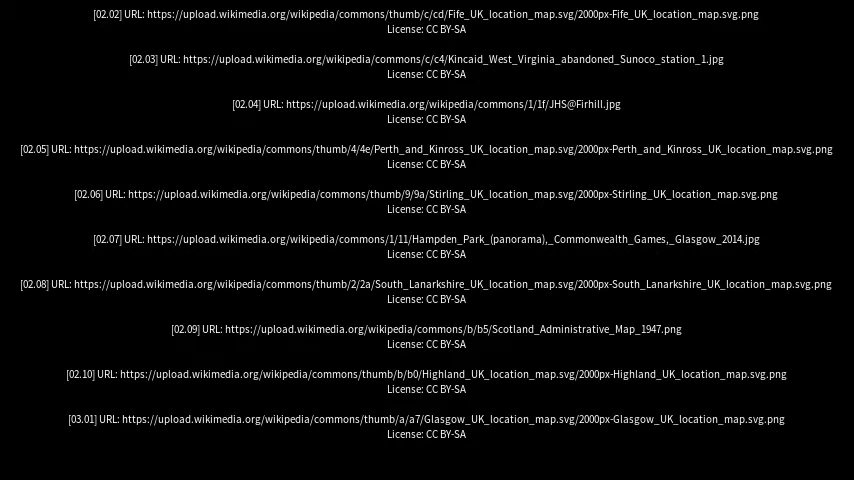 [02.02] URL: https://upload.wikimedia.org/wikipedia/commons/thumb/c/cd/Fife_UK_location_map.svg/2000px-Fife_UK_location_map.svg.png
License: CC BY-SA
[02.03] URL: https://upload.wikimedia.org/wikipedia/commons/c/c4/Kincaid_West_Virginia_abandoned_Sunoco_station_1.jpg
License: CC BY-SA
[02.04] URL: https://upload.wikimedia.org/wikipedia/commons/1/1f/JHS@Firhill.jpg
License: CC BY-SA
[02.05] URL: https://upload.wikimedia.org/wikipedia/commons/thumb/4/4e/Perth_and_Kinross_UK_location_map.svg/2000px-Perth_and_Kinross_UK_location_map.svg.png
License: CC BY-SA
[02.06] URL: https://upload.wikimedia.org/wikipedia/commons/thumb/9/9a/Stirling_UK_location_map.svg/2000px-Stirling_UK_location_map.svg.png
License: CC BY-SA
[02.07] URL: https://upload.wikimedia.org/wikipedia/commons/1/11/Hampden_Park_(panorama),_Commonwealth_Games,_Glasgow_2014.jpg
License: CC BY-SA
[02.08] URL: https://upload.wikimedia.org/wikipedia/commons/thumb/2/2a/South_Lanarkshire_UK_location_map.svg/2000px-South_Lanarkshire_UK_location_map.svg.png
License: CC BY-SA
[02.09] URL: https://upload.wikimedia.org/wikipedia/commons/b/b5/Scotland_Administrative_Map_1947.png
License: CC BY-SA
[02.10] URL: https://upload.wikimedia.org/wikipedia/commons/thumb/b/b0/Highland_UK_location_map.svg/2000px-Highland_UK_location_map.svg.png
License: CC BY-SA
[03.01] URL: https://upload.wikimedia.org/wikipedia/commons/thumb/a/a7/Glasgow_UK_location_map.svg/2000px-Glasgow_UK_location_map.svg.png
License: CC BY-SA